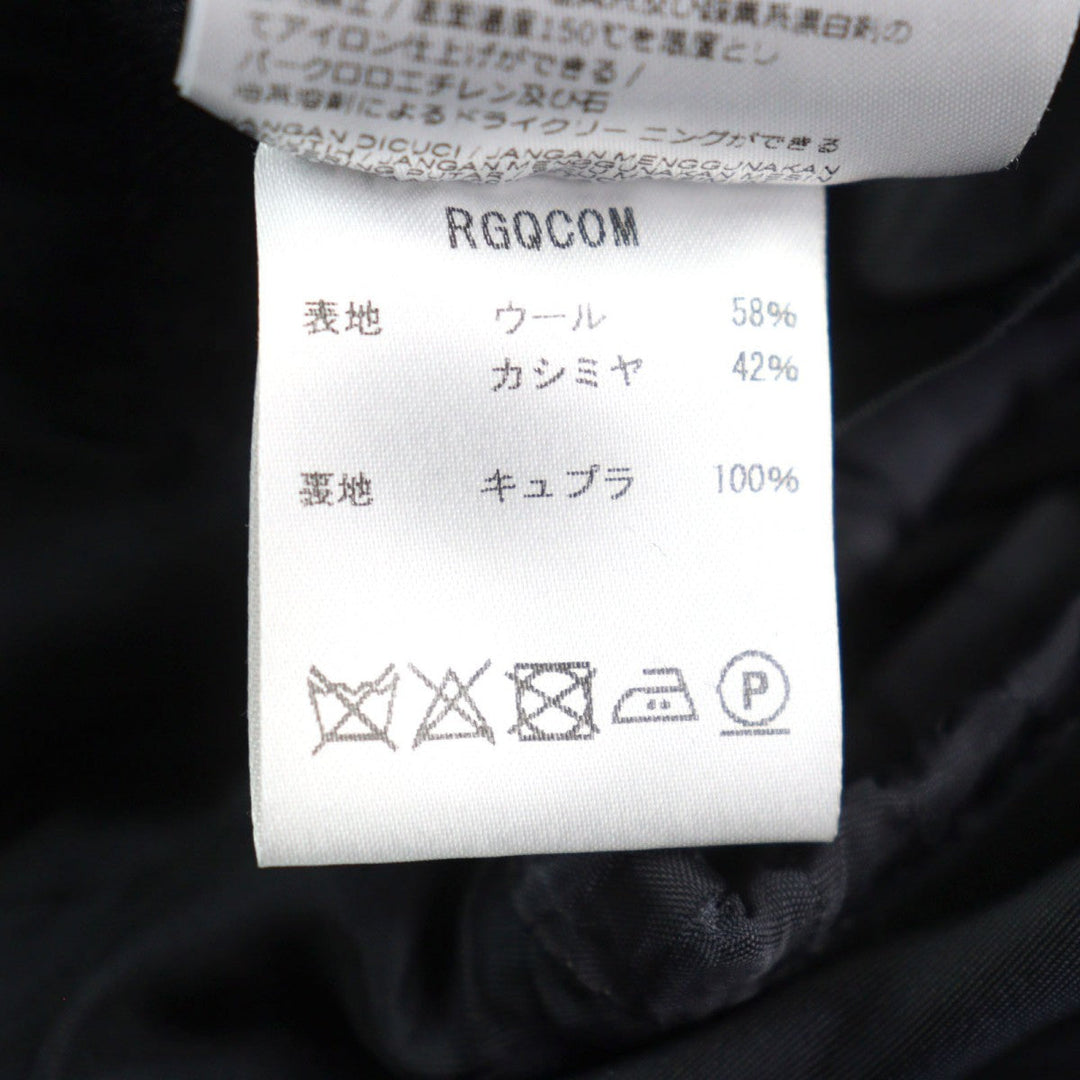 てアイロン仕上げができる /
パークロロエチレン及び石
油系溶剤によるドライクリー ニングができる
JANGAN DICUCI / JANGAN MENGGUNAKAN
RGQCOM
表地 ウール 58%
カシミヤ 42%
裏地 キュプラ 100%
P